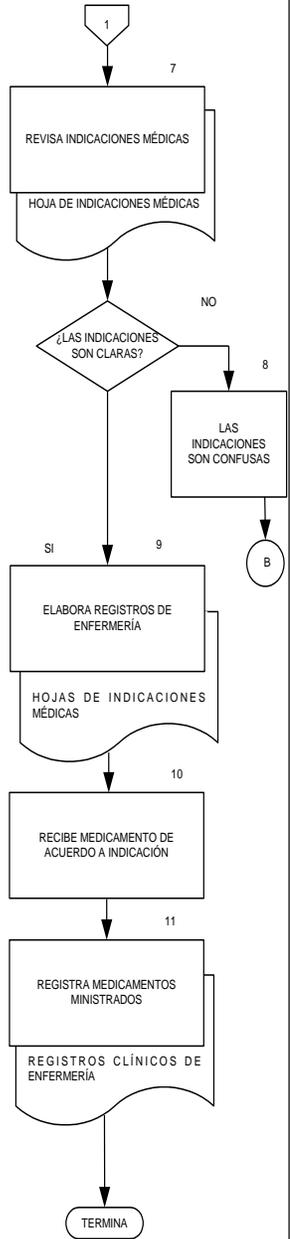 1
7
REVISA INDICACIONES MÉDICAS
HOJA DE INDICACIONES MÉDICAS
NO
¿LAS INDICACIONES
SON CLARAS?
8
LAS
INDICACIONES
SON CONFUSAS
B
SI
9
ELABORA REGISTROS DE
ENFERMERÍA
HOJAS DE INDICACIONES
MÉDICAS
10
RECIBE MEDICAMENTO DE
ACUERDO A INDICACIÓN
11
REGISTRA MEDICAMENTOS
MINISTRADOS
REGISTROS CLÍNICOS DE
ENFERMERÍA
TERMINA